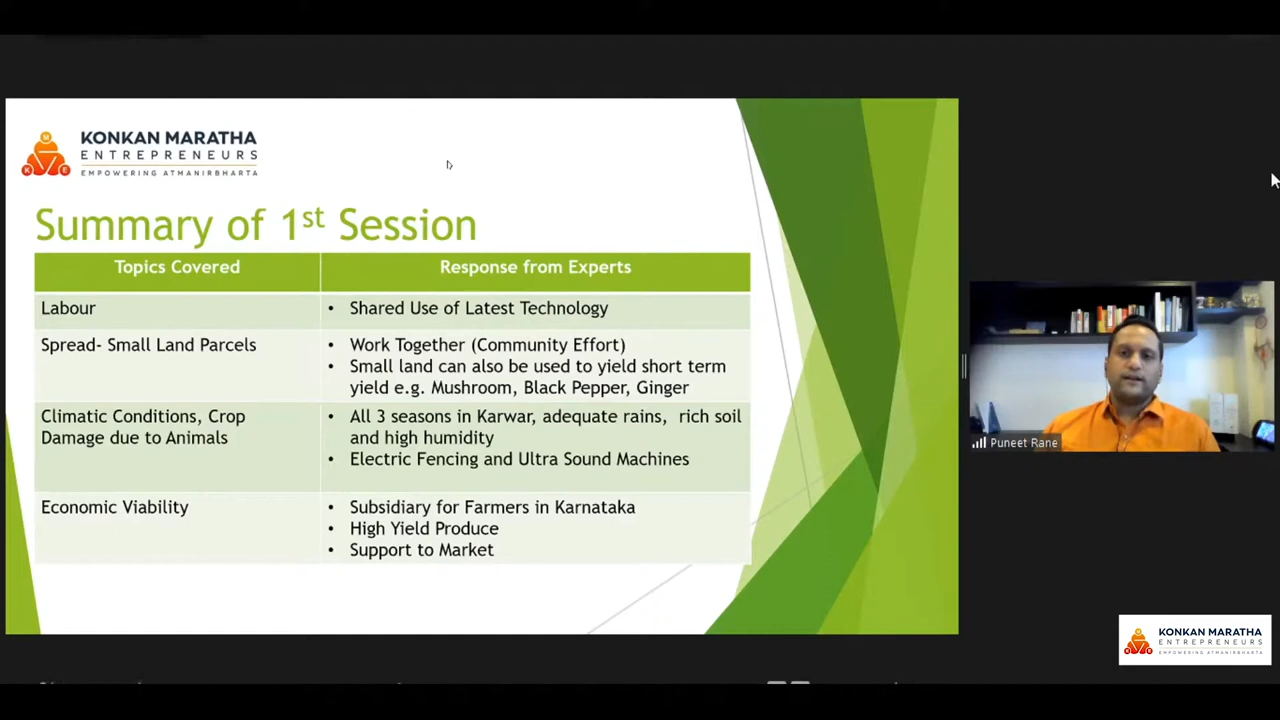 KONKAN MARATHA
ENTREPRENEURS
EMPOWERING ATMANIRBHARTA
M
K
E
Summary of 1st Session
Topics Covered
Response from Experts
Labour
• Shared Use of Latest Technology
Spread- Small Land Parcels
• Work Together (Community Effort)
• Small land can also be used to yield short term
yield e.g. Mushroom, Black Pepper, Ginger
Climatic Conditions, Crop
Damage due to Animals
• All 3 seasons in Karwar, adequate rains, rich soil
and high humidity
• Electric Fencing and Ultra Sound Machines
Economic Viability
• Subsidiary for Farmers in Karnataka
• High Yield Produce
• Support to Market
Puneet Rane
KONKAN MARATHA
ENTREPRENEURS
EMPOWERING ATMANIRBHARTA